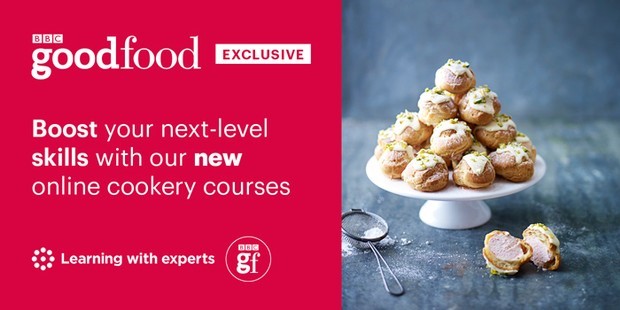 BBC
goodfood EXCLUSIVE
Boost your next-level
skills with our new
online cookery courses
Learning with experts
BBC
gf